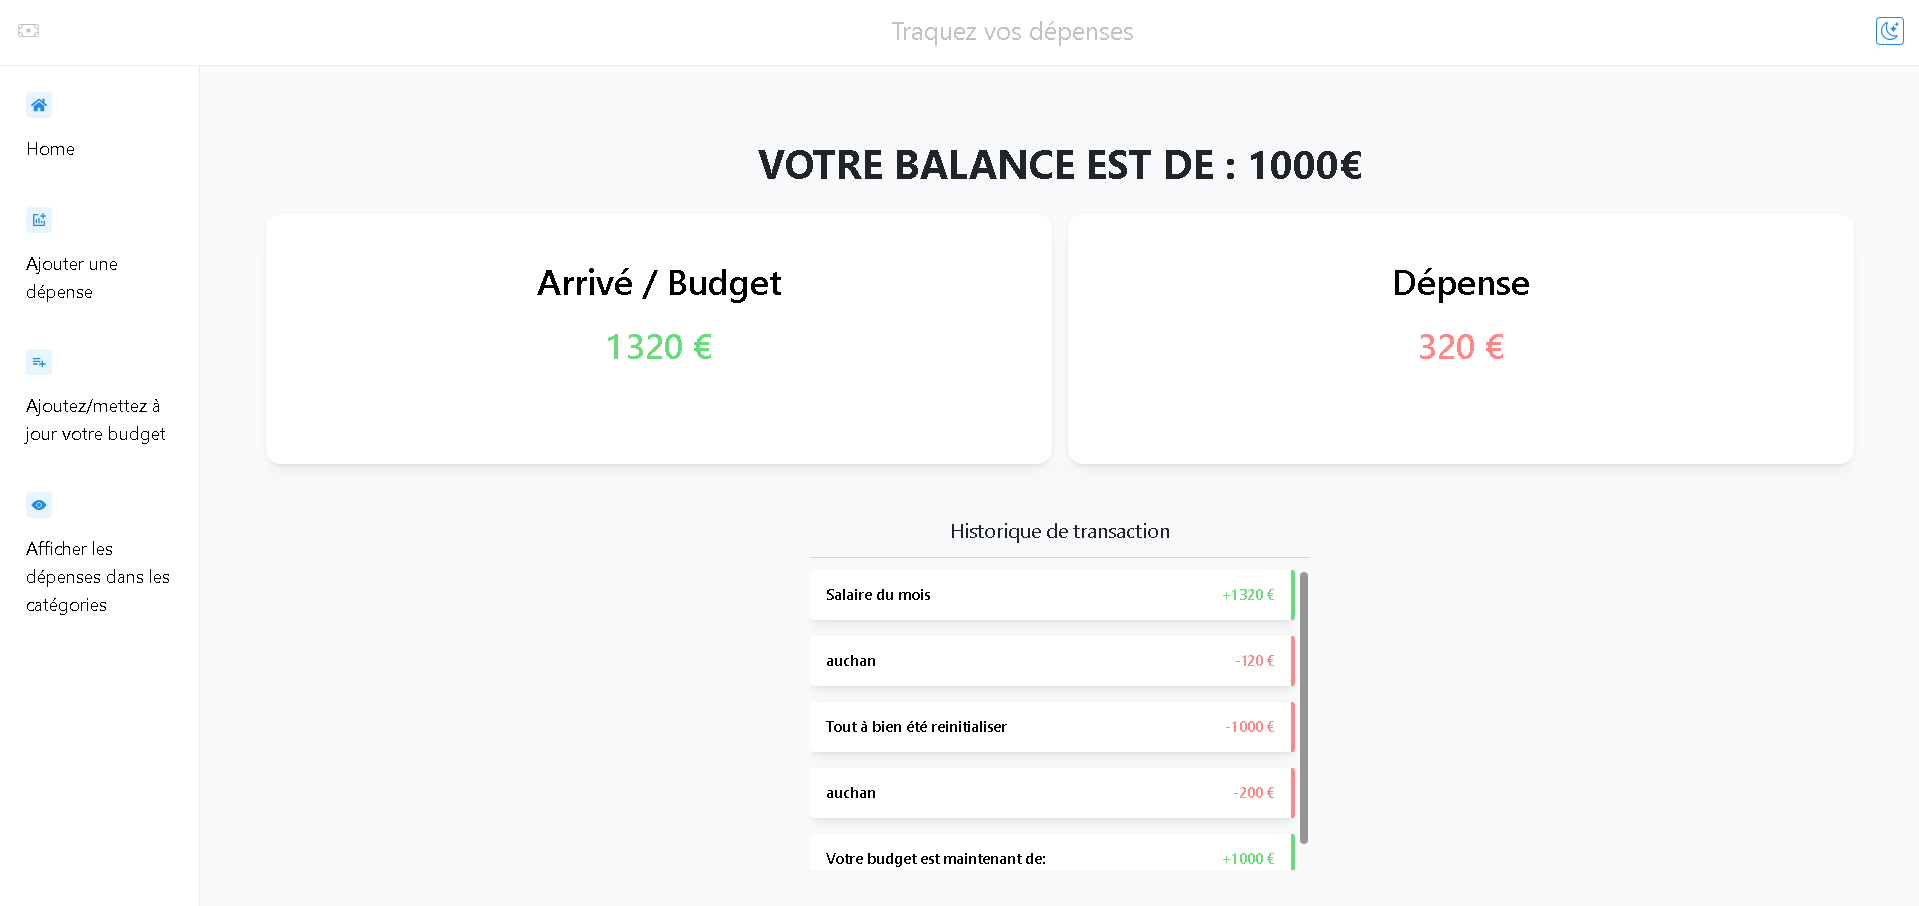 Traquez vos dépenses
Home
Ajouter une
dépense
Ajoutez/mettez à
jour votre budget
Afficher les
dépenses dans les
catégories
VOTRE BALANCE EST DE : 1000€
Arrivé / Budget
1320 €
Dépense
320 €
Historique de transaction
Salaire du mois +1320 €
auchan -120 €
Tout à bien été reinitialiser -1000 €
auchan -200 €
Votre budget est maintenant de: +1000 €